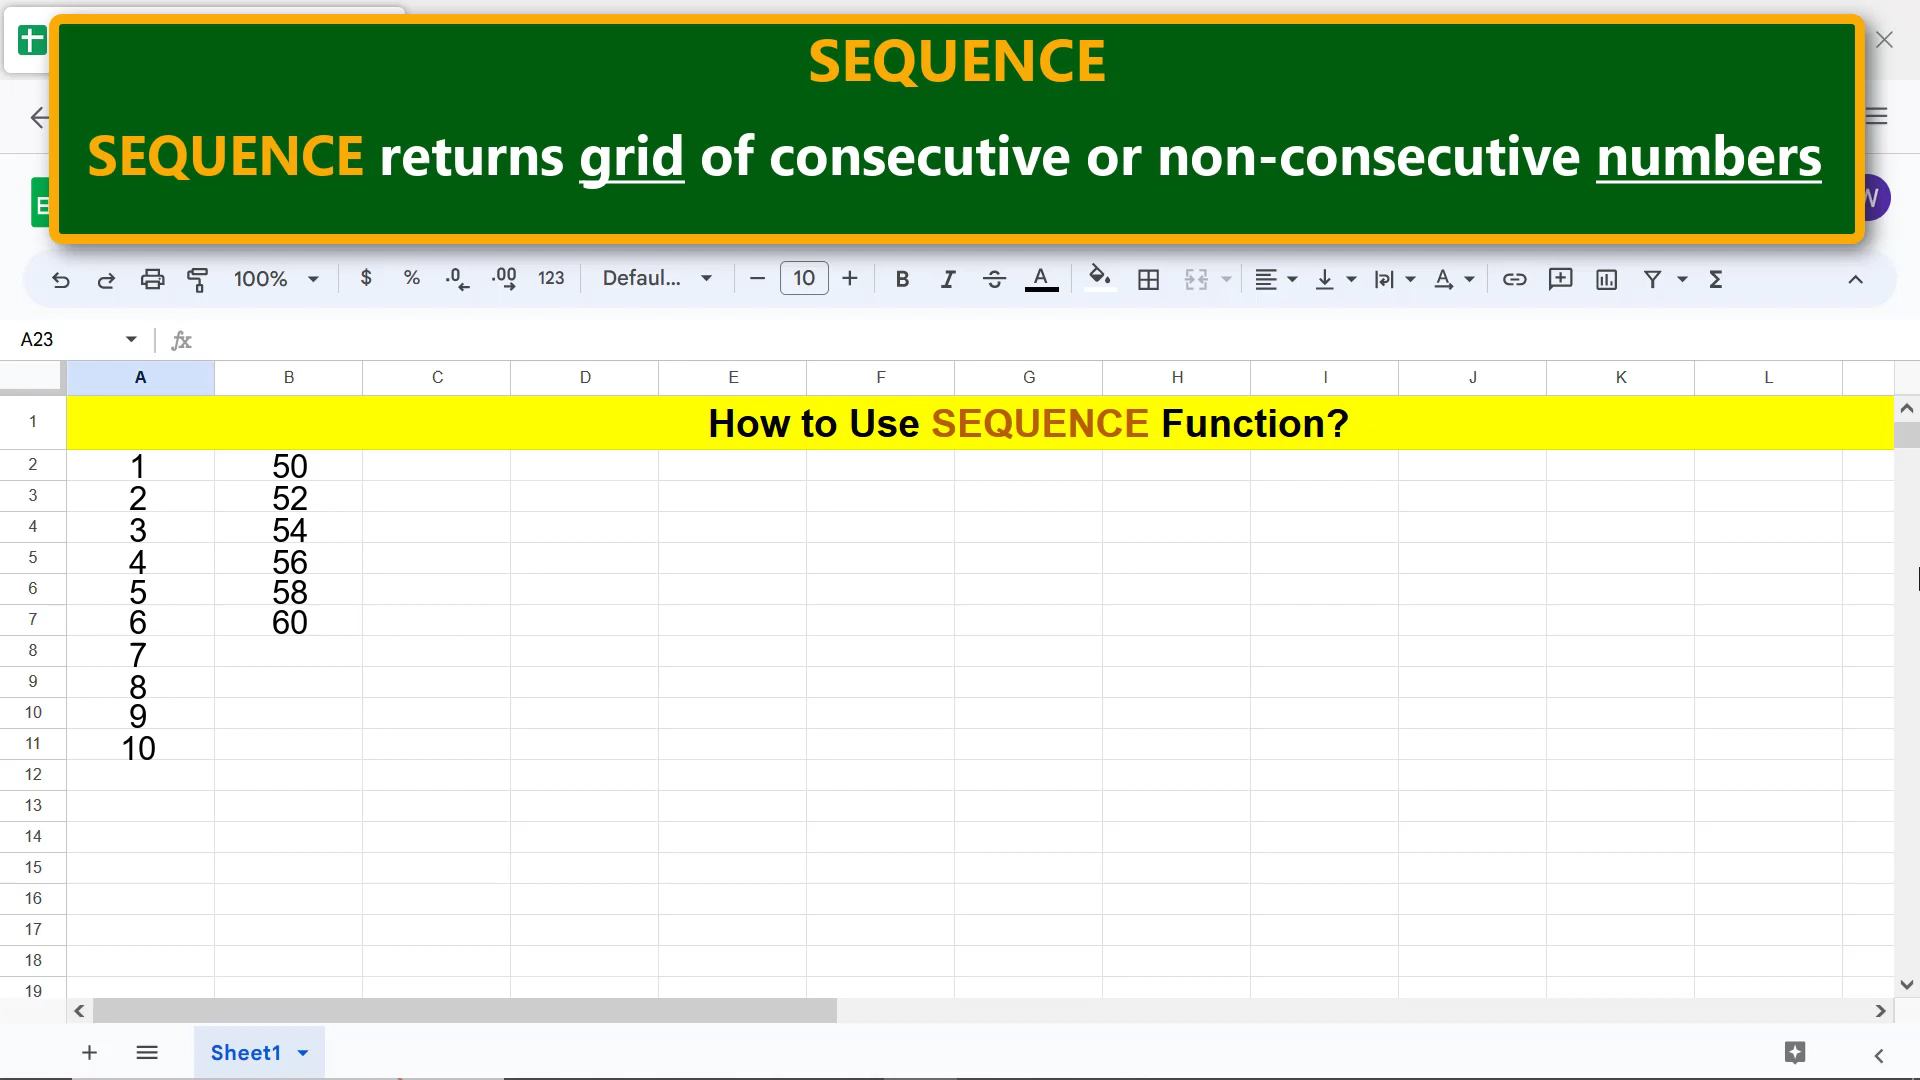 SEQUENCE
SEQUENCE returns grid of consecutive or non-consecutive numbers
W
100% $ % .0 .00 123 Defaul... − 10 + B I S A A Σ
A23 fx
A B C D E F G H I J K L
1 How to Use SEQUENCE Function?
2 1 50
3 2 52
4 3 54
5 4 56
6 5 58
7 6 60
8 7
9 8
10 9
11 10
12
13
14
15
16
17
18
19
+ Sheet1